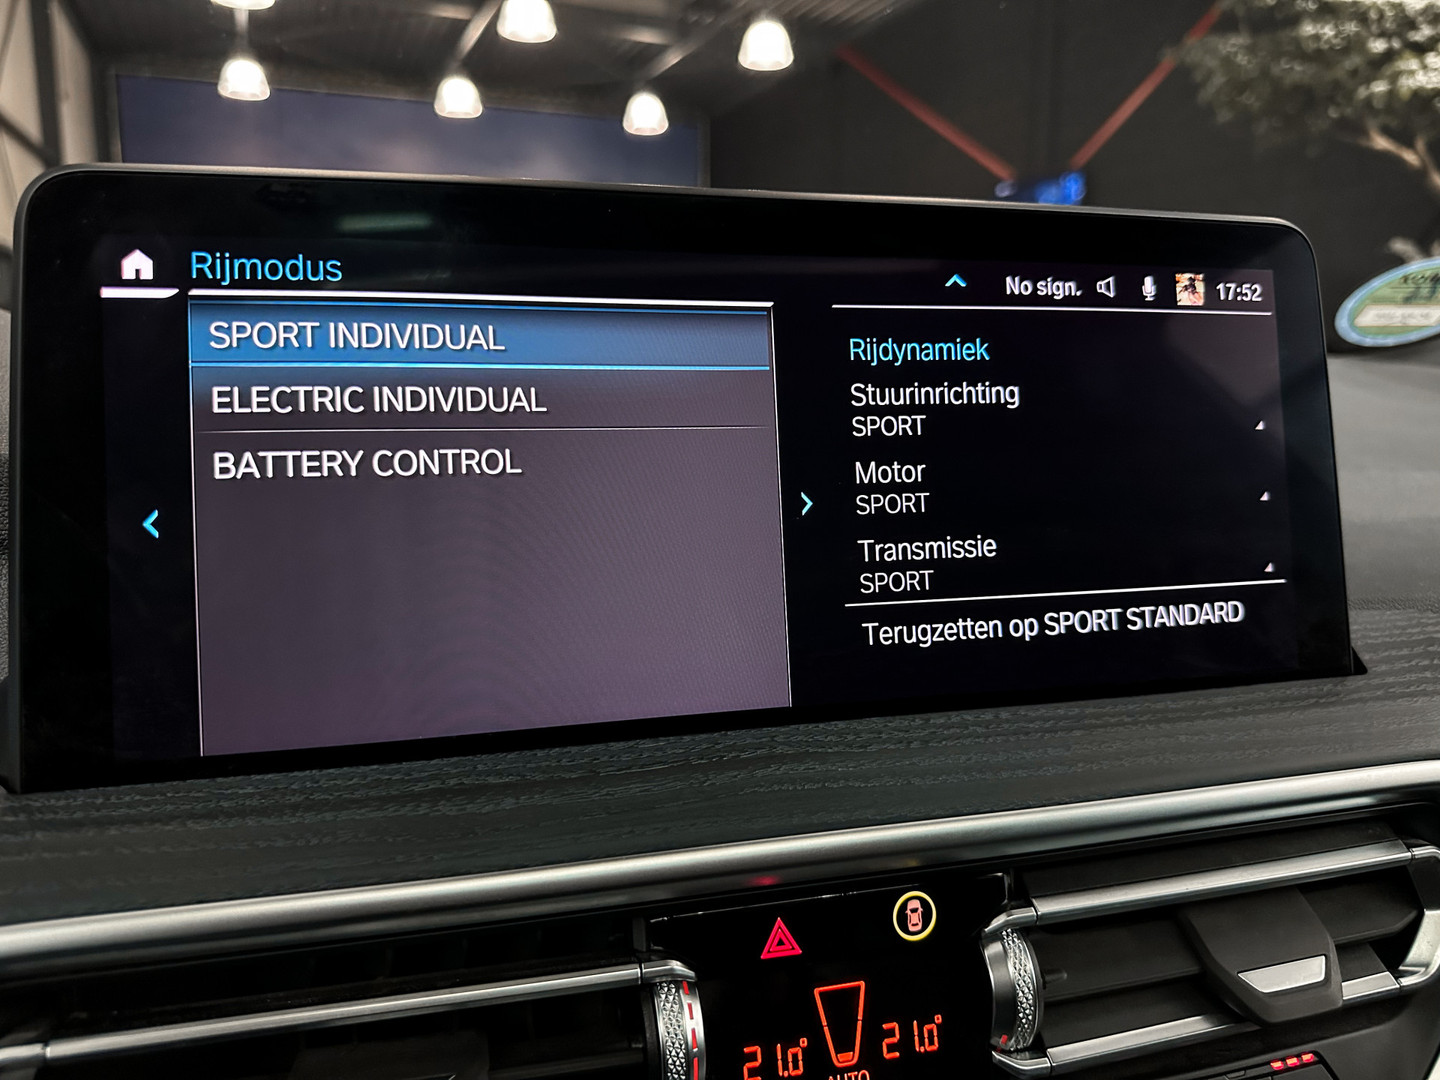 Rijmodus
No sign.
17:52
SPORT INDIVIDUAL
ELECTRIC INDIVIDUAL
BATTERY CONTROL
Rijdynamiek
Stuurinrichting
SPORT
Motor
SPORT
Transmissie
SPORT
Terugzetten op SPORT STANDARD
21.0°
21.0°
AUTO